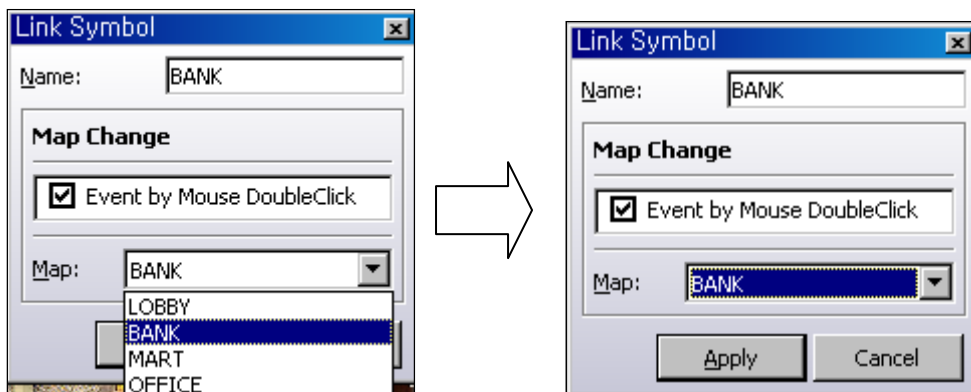 Link Symbol
Name: BANK
Map Change
Event by Mouse DoubleClick
Map: BANK
LOBBY
BANK
MART
OFFICE
Link Symbol
Name: BANK
Map Change
Event by Mouse DoubleClick
Map: BANK
Apply Cancel